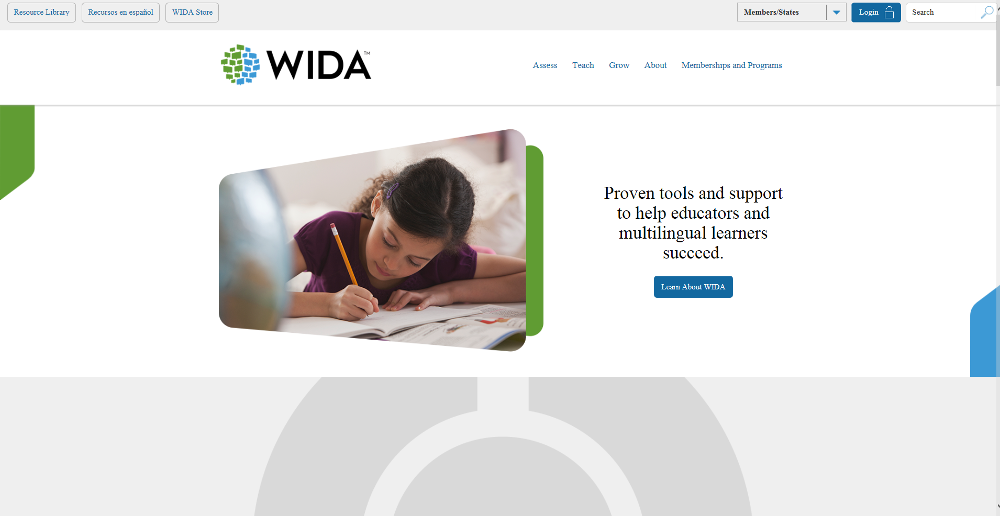 Resource Library
Recursos en español
WIDA Store
Members/States
Login
Search
WIDA™
Assess
Teach
Grow
About
Memberships and Programs
Proven tools and support
to help educators and
multilingual learners
succeed.
Learn About WIDA